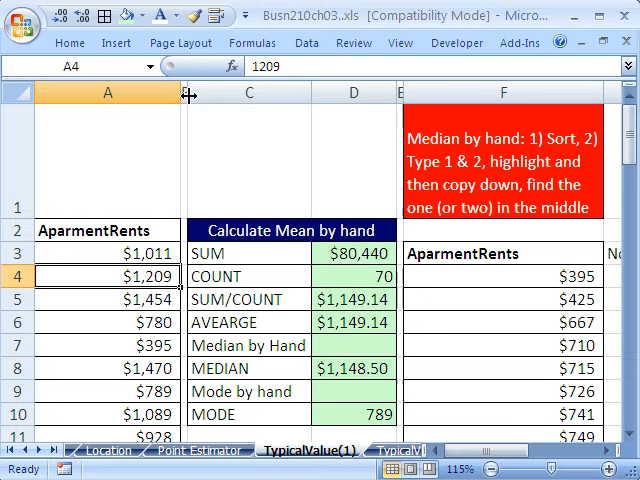 Busn210ch03..xls [Compatibility Mode] - Micro...
Home Insert Page Layout Formulas Data Review View Developer Add-Ins
A4 fx 1209
A C D E F
1
Median by hand: 1) Sort, 2)
Type 1 & 2, highlight and
then copy down, find the
one (or two) in the middle
2 AparmentRents Calculate Mean by hand
3 $1,011 SUM $80,440 AparmentRents
4 $1,209 COUNT 70 $395
5 $1,454 SUM/COUNT $1,149.14 $425
6 $780 AVEARGE $1,149.14 $667
7 $395 Median by Hand $710
8 $1,470 MEDIAN $1,148.50 $715
9 $789 Mode by hand $726
10 $1,089 MODE 789 $741
11 $928 $749
Location Point Estimator TypicalValue(1) TypicalV
Ready 115%